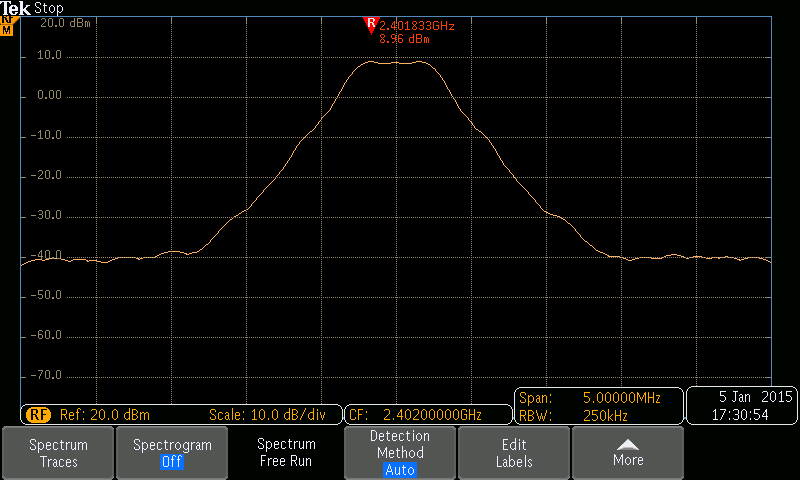 Tek Stop
RF
M
20.0 dBm
R
2.401833GHz
8.96 dBm
10.0
0.00
-10.0
-20.0
-30.0
-40.0
-50.0
-60.0
-70.0
RF Ref: 20.0 dBm Scale: 10.0 dB/div
CF: 2.40200000GHz
Span: 5.00000MHz
RBW: 250kHz
5 Jan 2015
17:30:54
Spectrum
Traces
Spectrogram
Off
Spectrum
Free Run
Detection
Method
Auto
Edit
Labels
More